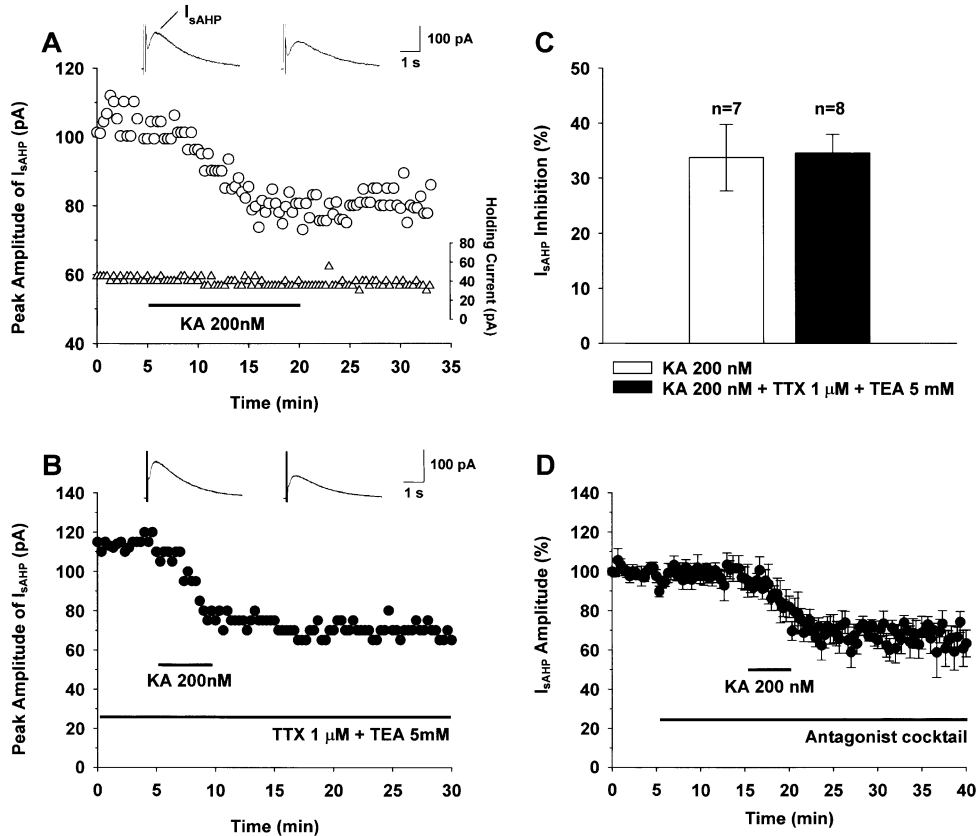 A
I_sAHP
100 pA
1 s
120
100
80
60
40
Peak Amplitude of I_sAHP (pA)
80
60
40
20
0
Holding Current (pA)
KA 200nM
0 5 10 15 20 25 30 35
Time (min)
C
50
40
30
20
10
0
I_sAHP Inhibition (%)
n=7
n=8
KA 200 nM
KA 200 nM + TTX 1 μM + TEA 5 mM
B
100 pA
1 s
140
120
100
80
60
40
20
0
Peak Amplitude of I_sAHP (pA)
KA 200nM
TTX 1 μM + TEA 5mM
0 5 10 15 20 25 30
Time (min)
D
140
120
100
80
60
40
20
0
I_sAHP Amplitude (%)
KA 200 nM
Antagonist cocktail
0 5 10 15 20 25 30 35 40
Time (min)